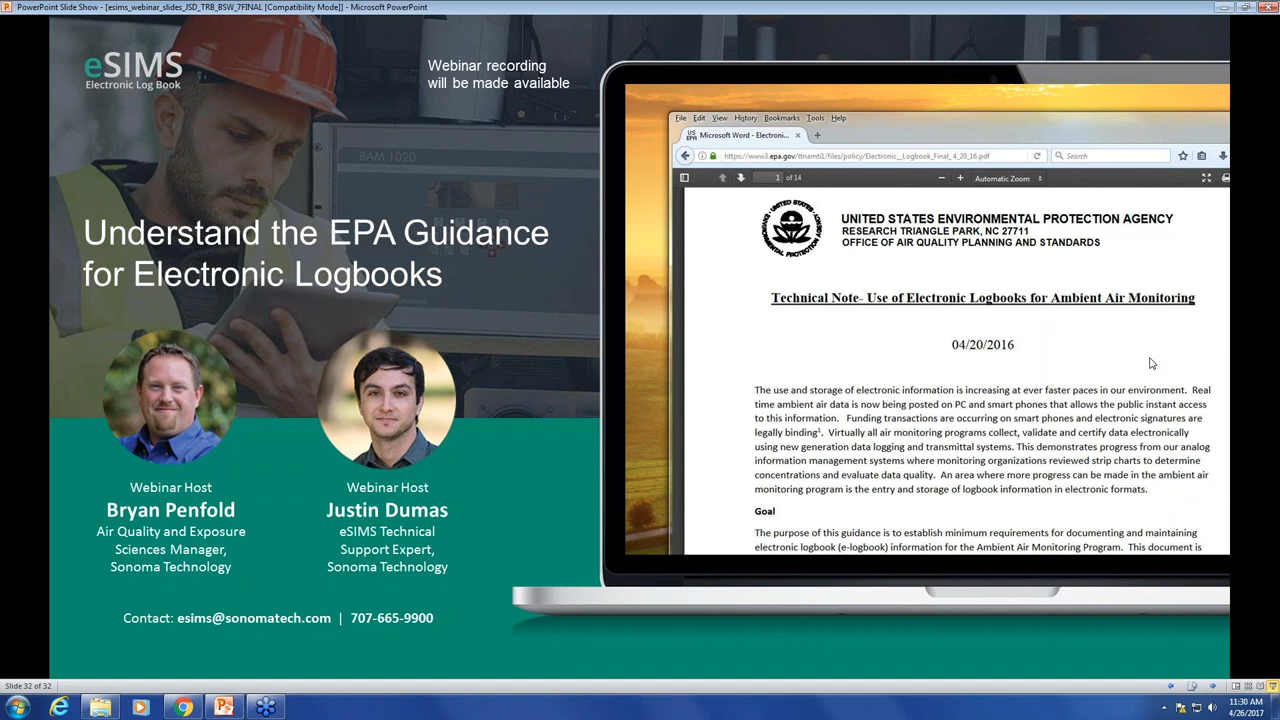 PowerPoint Slide Show - [esims_webinar_slides_JSD_TRB_BSW_7FINAL [Compatibility Mode]] - Microsoft PowerPoint
eSIMS
Electronic Log Book
Webinar recording
will be made available
BAM 1020
Understand the EPA Guidance
for Electronic Logbooks
Webinar Host
Bryan Penfold
Air Quality and Exposure
Sciences Manager,
Sonoma Technology
Webinar Host
Justin Dumas
eSIMS Technical
Support Expert,
Sonoma Technology
Contact: esims@sonomatech.com | 707-665-9900
File Edit View History Bookmarks Tools Help
US EPA Microsoft Word - Electroni...
https://www3.epa.gov/ttnamti1/files/policy/Electronic__Logbook_Final_4_20_16.pdf
Search
1 of 14
Automatic Zoom
UNITED STATES ENVIRONMENTAL PROTECTION AGENCY
RESEARCH TRIANGLE PARK, NC 27711
OFFICE OF AIR QUALITY PLANNING AND STANDARDS
Technical Note- Use of Electronic Logbooks for Ambient Air Monitoring
04/20/2016
The use and storage of electronic information is increasing at ever faster paces in our environment. Real
time ambient air data is now being posted on PC and smart phones that allows the public instant access
to this information. Funding transactions are occurring on smart phones and electronic signatures are
legally binding¹. Virtually all air monitoring programs collect, validate and certify data electronically
using new generation data logging and transmittal systems. This demonstrates progress from our analog
information management systems where monitoring organizations reviewed strip charts to determine
concentrations and evaluate data quality. An area where more progress can be made in the ambient air
monitoring program is the entry and storage of logbook information in electronic formats.
Goal
The purpose of this guidance is to establish minimum requirements for documenting and maintaining
electronic logbook (e-logbook) information for the Ambient Air Monitoring Program. This document is
Slide 32 of 32
11:30 AM
4/26/2017